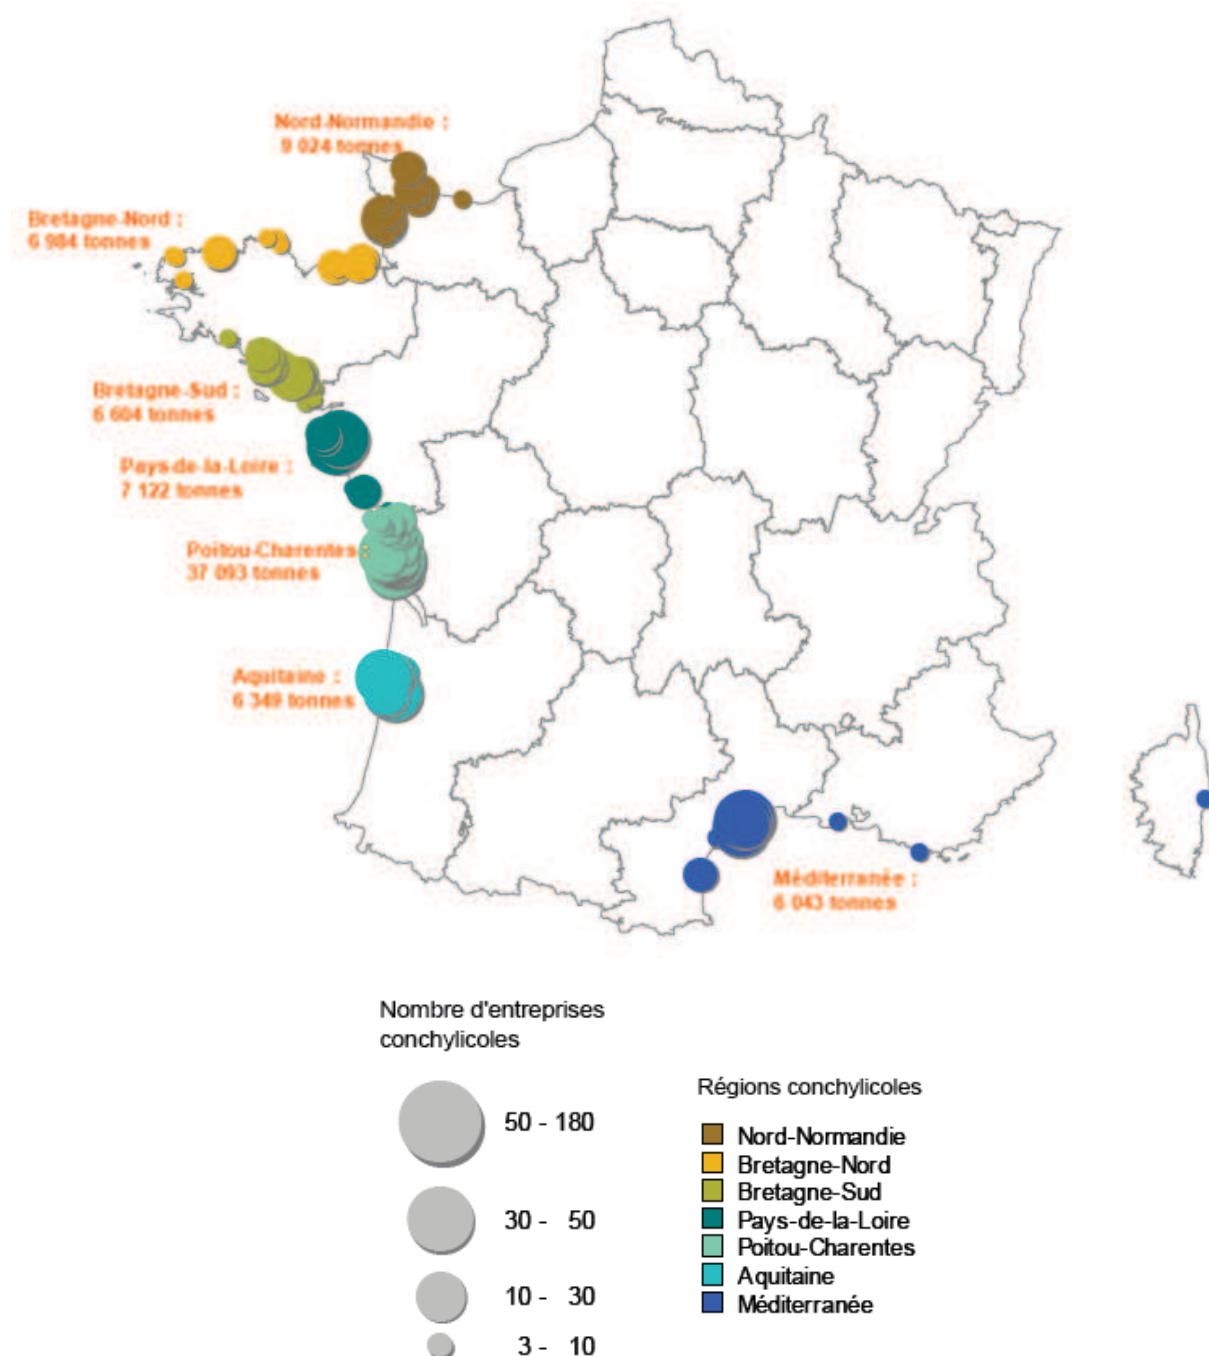 Nord-Normandie :
9 024 tonnes
Bretagne-Nord :
6 984 tonnes
Bretagne-Sud :
6 604 tonnes
Pays-de-la-Loire :
7 122 tonnes
Poitou-Charentes :
37 093 tonnes
Aquitaine :
6 349 tonnes
Méditerranée :
6 043 tonnes
Nombre d'entreprises
conchylicoles
50 - 180
30 - 50
10 - 30
3 - 10
Régions conchylicoles
Nord-Normandie
Bretagne-Nord
Bretagne-Sud
Pays-de-la-Loire
Poitou-Charentes
Aquitaine
Méditerranée